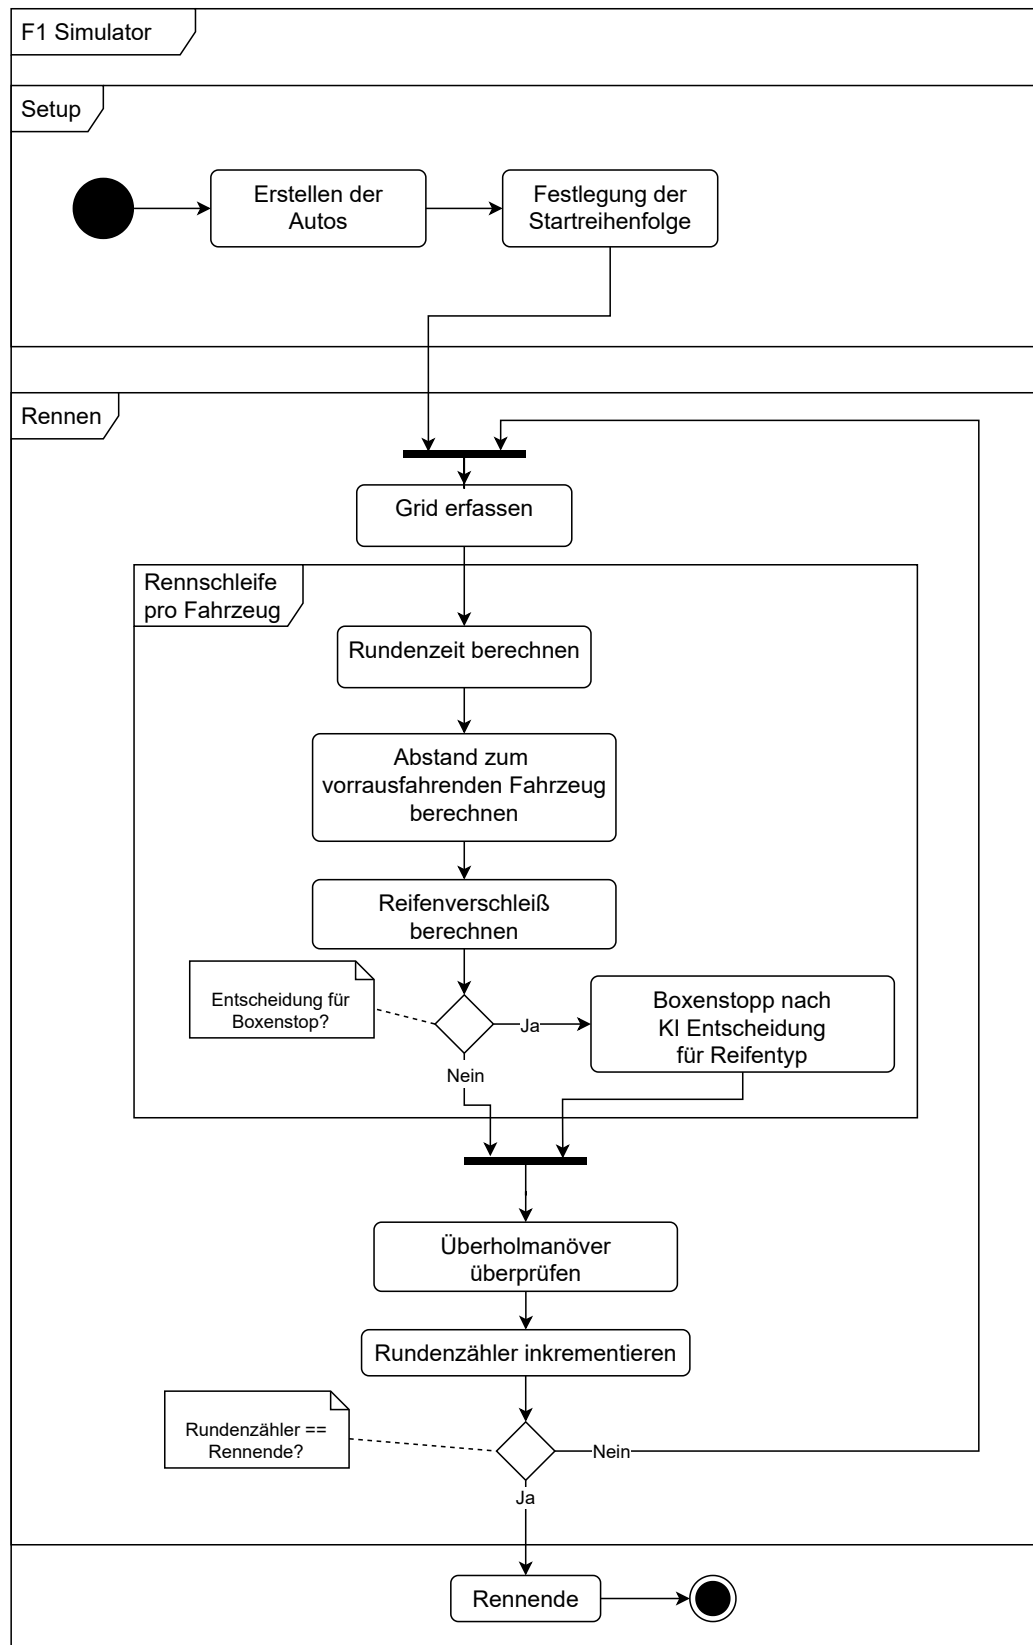 F1 Simulator
Setup
Erstellen der
Autos
Festlegung der
Startreihenfolge
Rennen
Grid erfassen
Rennschleife
pro Fahrzeug
Rundenzeit berechnen
Abstand zum
vorrausfahrenden Fahrzeug
berechnen
Reifenverschleiß
berechnen
Entscheidung für
Boxenstop?
Ja
Boxenstopp nach
KI Entscheidung
für Reifentyp
Nein
Überholmanöver
überprüfen
Rundenzähler inkrementieren
Rundenzähler ==
Rennende?
Nein
Ja
Rennende